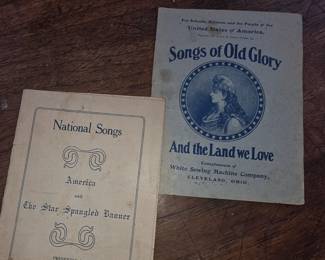 National Songs
America
and
The Star Spangled Banner
For Schools, Soldiers and the People of the
United States of America.
Songs of Old Glory
And the Land we Love
Compliments of
White Sewing Machine Company,
CLEVELAND, OHIO.